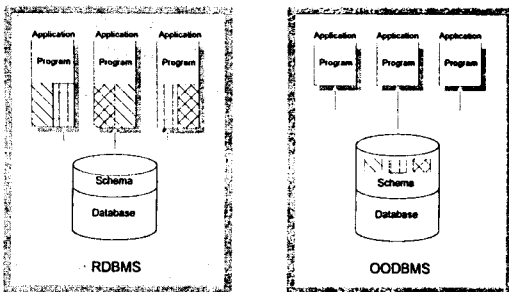 Application Application Application
Program Program Program
Schema
Database
RDBMS
Application Application Application
Program Program Program
Schema
Database
OODBMS